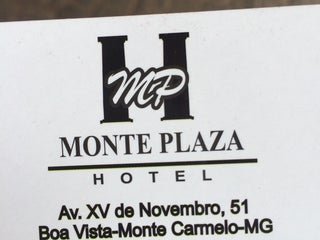 H
MP
MONTE PLAZA
HOTEL
Av. XV de Novembro, 51
Boa Vista-Monte Carmelo-MG